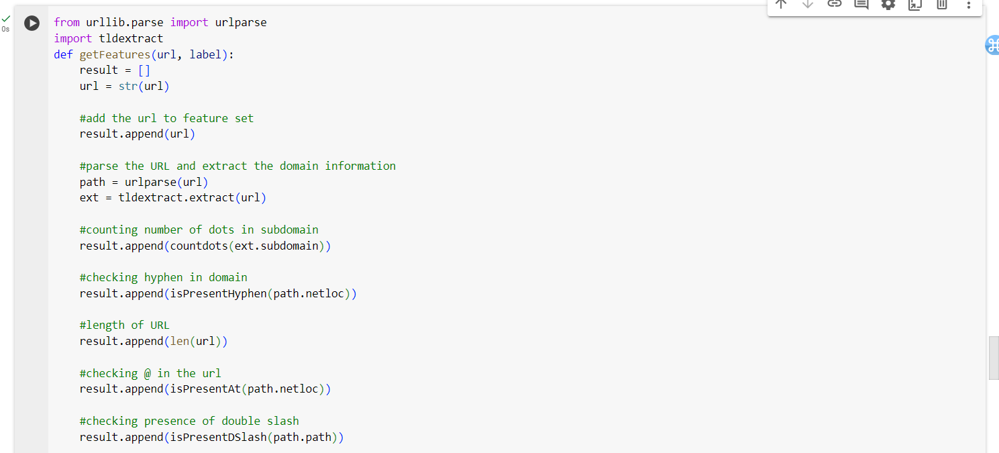 from urllib.parse import urlparse
0s
import tldextract
def getFeatures(url, label):
    result = []
    url = str(url)

    #add the url to feature set
    result.append(url)

    #parse the URL and extract the domain information
    path = urlparse(url)
    ext = tldextract.extract(url)

    #counting number of dots in subdomain
    result.append(countdots(ext.subdomain))

    #checking hyphen in domain
    result.append(isPresentHyphen(path.netloc))

    #length of URL
    result.append(len(url))

    #checking @ in the url
    result.append(isPresentAt(path.netloc))

    #checking presence of double slash
    result.append(isPresentDSlash(path.path))